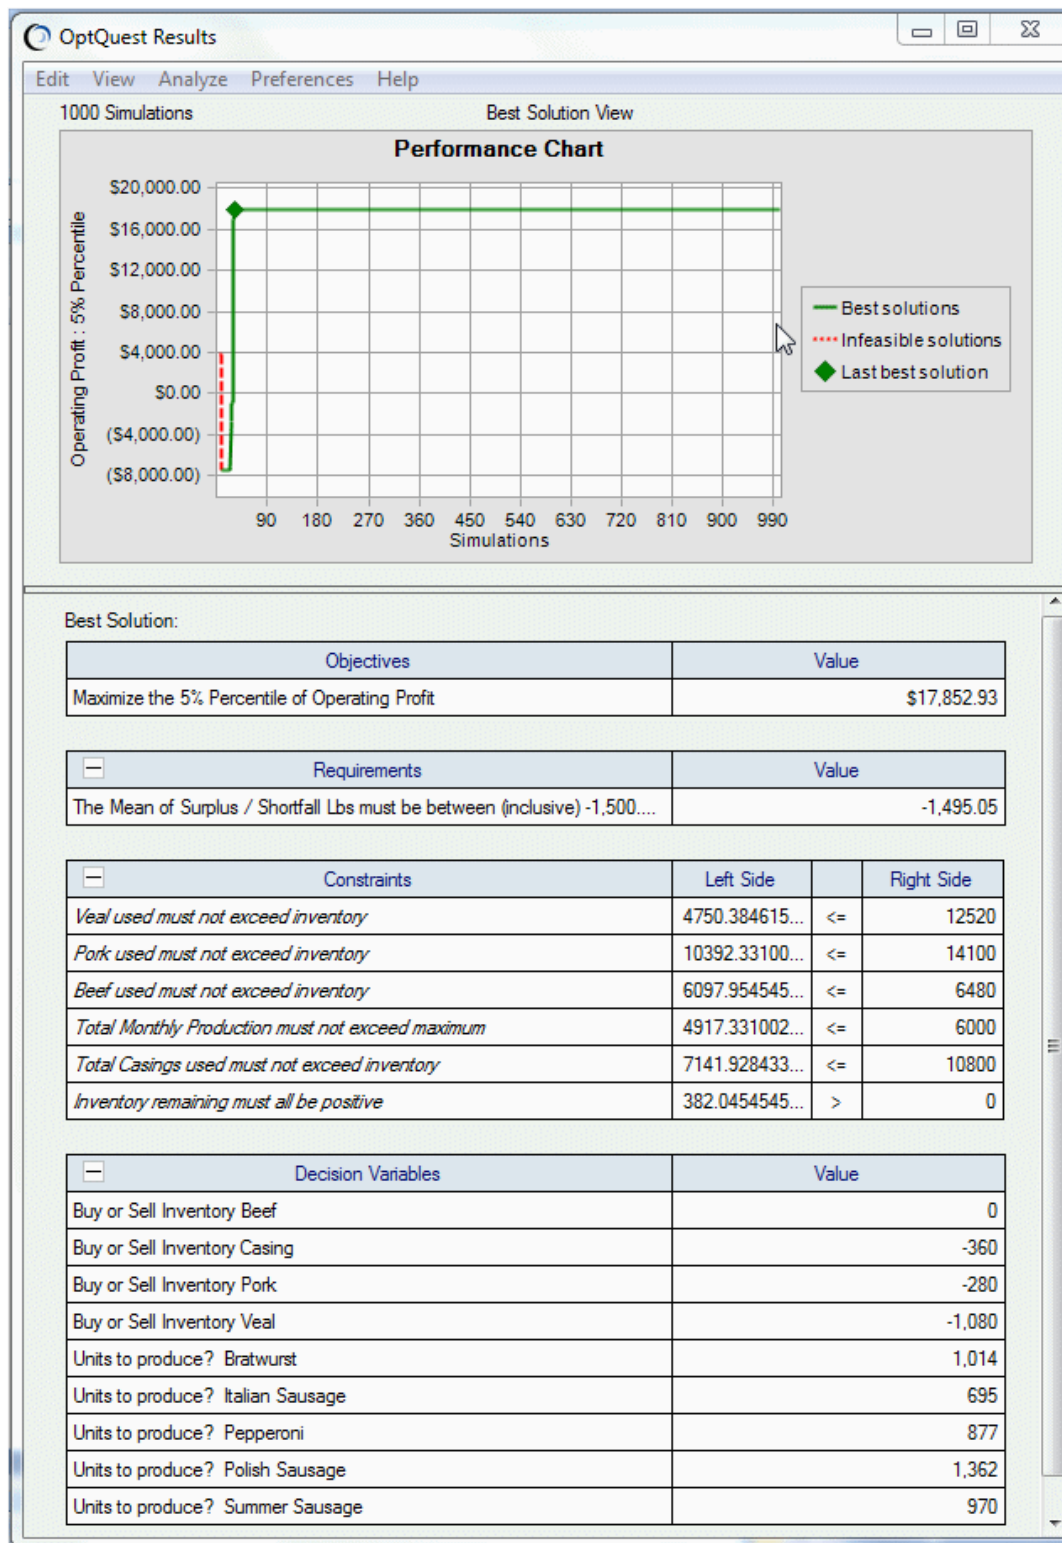 OptQuest Results
Edit View Analyze Preferences Help
1000 Simulations Best Solution View
Performance Chart
Operating Profit : 5% Percentile
$20,000.00
$16,000.00
$12,000.00
$8,000.00
$4,000.00
$0.00
($4,000.00)
($8,000.00)
90 180 270 360 450 540 630 720 810 900 990
Simulations
Best solutions
Infeasible solutions
Last best solution
Best Solution:
Objectives Value
Maximize the 5% Percentile of Operating Profit $17,852.93
Requirements Value
The Mean of Surplus / Shortfall Lbs must be between (inclusive) -1,500.... -1,495.05
Constraints Left Side Right Side
Veal used must not exceed inventory 4750.384615... <= 12520
Pork used must not exceed inventory 10392.33100... <= 14100
Beef used must not exceed inventory 6097.954545... <= 6480
Total Monthly Production must not exceed maximum 4917.331002... <= 6000
Total Casings used must not exceed inventory 7141.928433... <= 10800
Inventory remaining must all be positive 382.0454545... > 0
Decision Variables Value
Buy or Sell Inventory Beef 0
Buy or Sell Inventory Casing -360
Buy or Sell Inventory Pork -280
Buy or Sell Inventory Veal -1,080
Units to produce? Bratwurst 1,014
Units to produce? Italian Sausage 695
Units to produce? Pepperoni 877
Units to produce? Polish Sausage 1,362
Units to produce? Summer Sausage 970